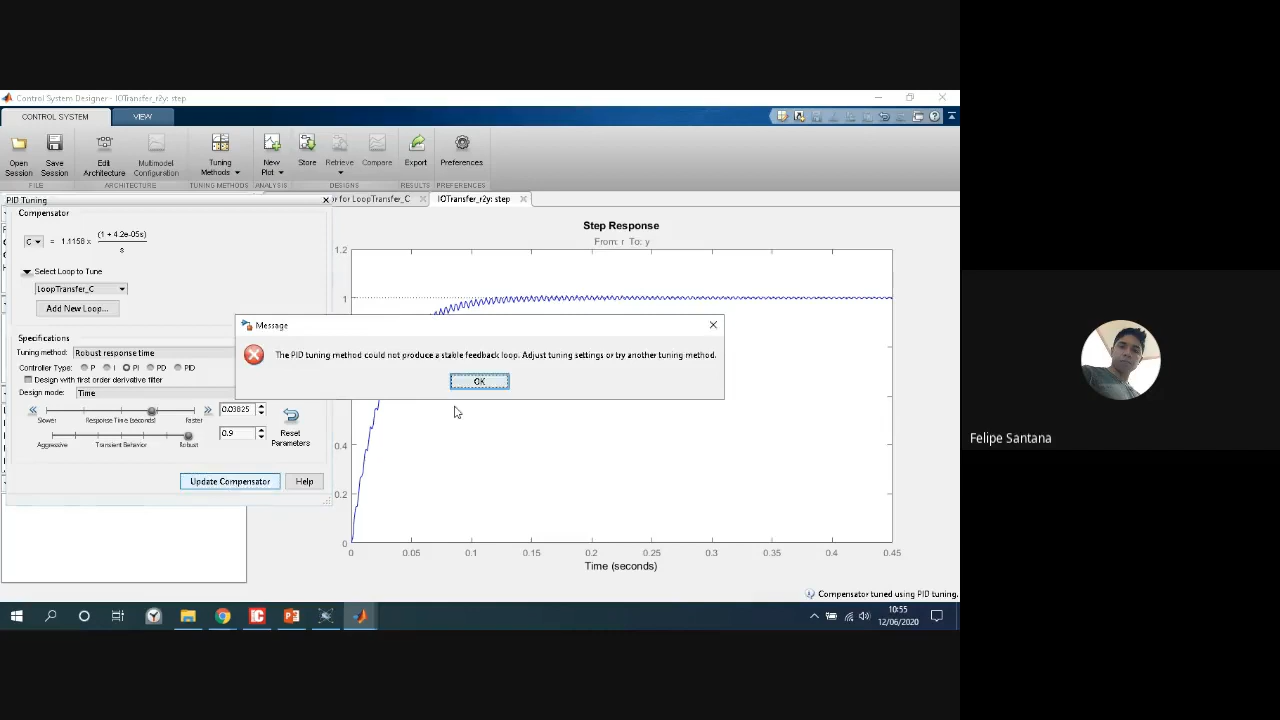 Control System Designer - IOTransfer_r2y: step
CONTROL SYSTEM
VIEW
Open Session
Save Session
Edit Architecture
Multimodel Configuration
Tuning Methods
New Plot
Store
Retrieve
Compare
Export
Preferences
FILE
ARCHITECTURE
TUNING METHODS
ANALYSIS
DESIGNS
RESULTS
PREFERENCES
PID Tuning
r for LoopTransfer_C
IOTransfer_r2y: step
Compensator
C = 1.1158 x (1 + 4.2e-05s)
s
Select Loop to Tune
LoopTransfer_C
Add New Loop...
Specifications
Tuning method: Robust response time
Controller Type: P I PI PD PID
Design with first order derivative filter
Design mode: Time
0.03825
Slower Response Time (seconds) Faster
0.9
Aggressive Transient Behavior Robust
Reset Parameters
Update Compensator
Help
Step Response
From: r To: y
1.2
1
0.4
0.2
0
0 0.05 0.1 0.15 0.2 0.25 0.3 0.35 0.4 0.45
Time (seconds)
Message
The PID tuning method could not produce a stable feedback loop. Adjust tuning settings or try another tuning method.
OK
Compensator tuned using PID tuning.
10:55
12/06/2020
Felipe Santana